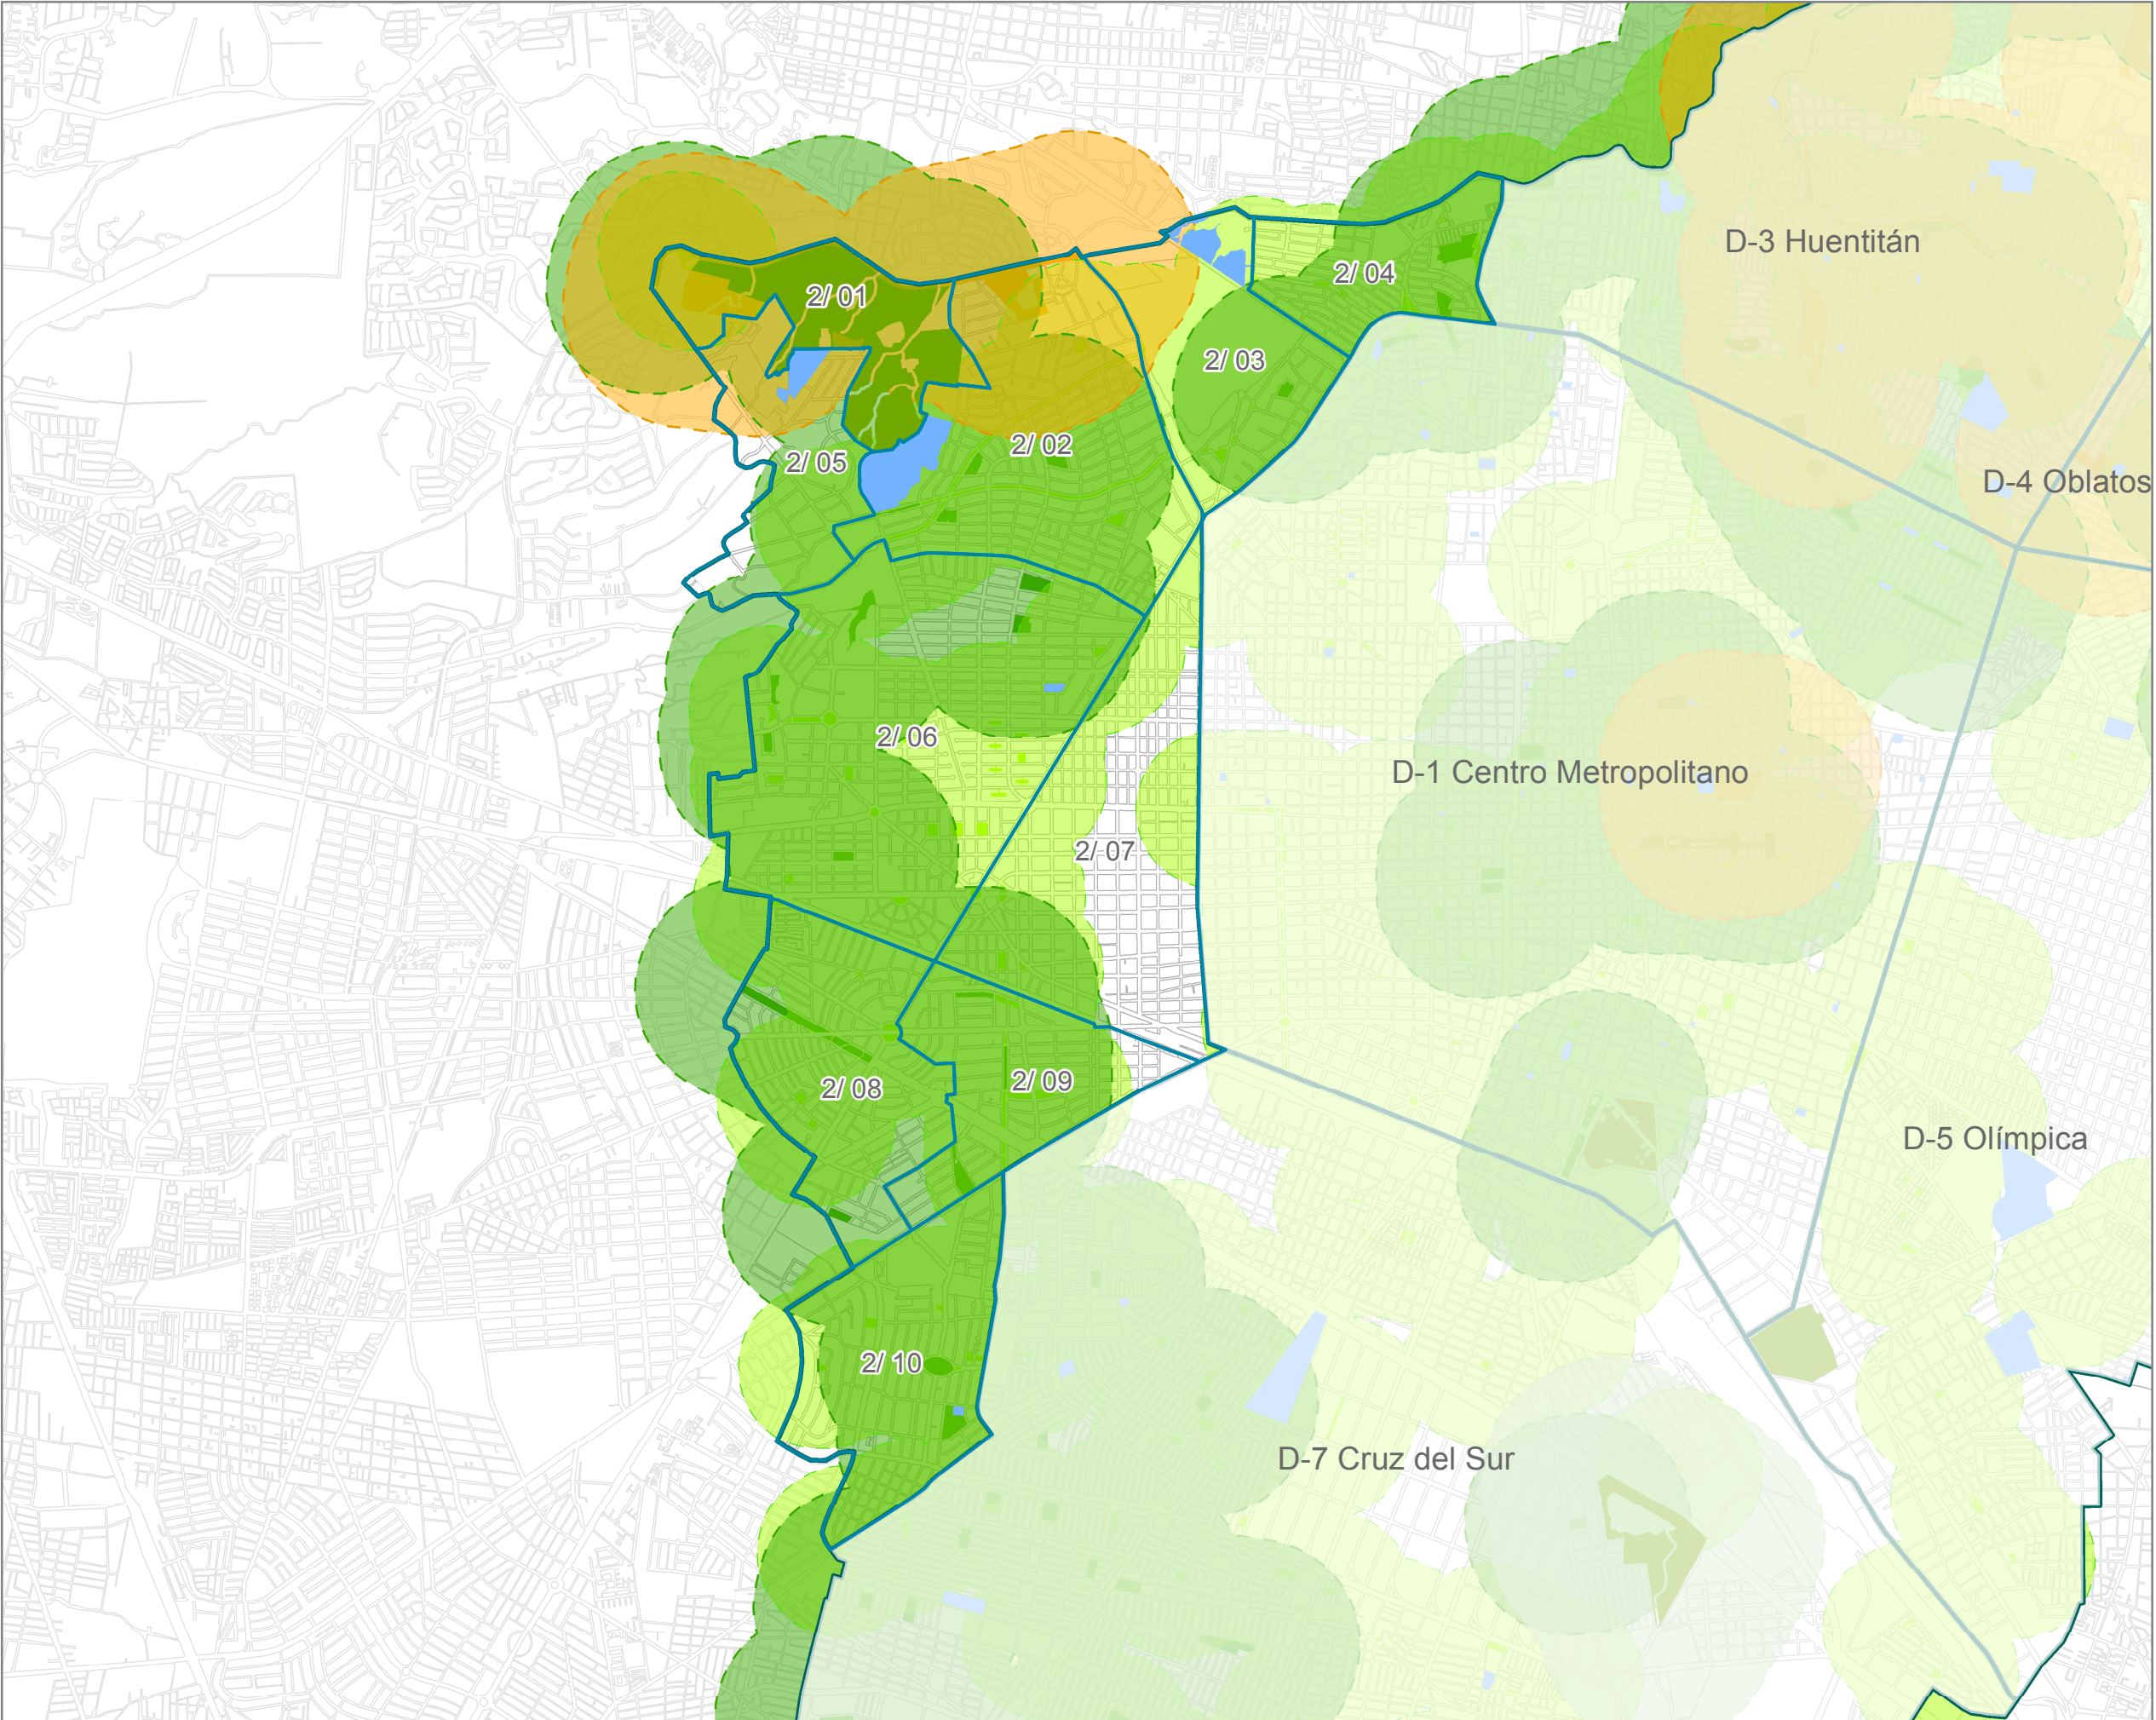 D-3 Huentitán
2/ 04
2/ 01
2/ 03
2/ 02
2/ 05
D-4 Oblatos
2/ 06
D-1 Centro Metropolitano
2/ 07
2/ 09
2/ 08
D-5 Olímpica
2/ 10
D-7 Cruz del Sur